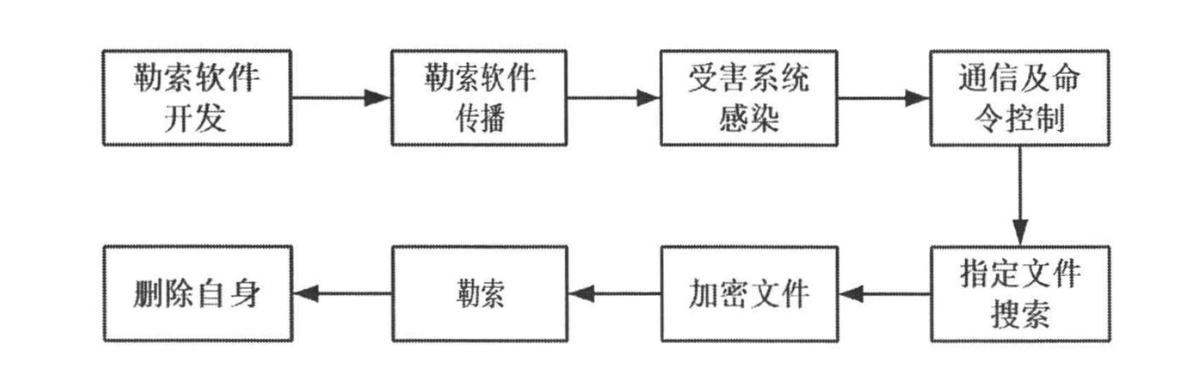 勒索软件
开发
勒索软件
传播
受害系统
感染
通信及命
令控制
指定文件
搜索
加密文件
勒索
删除自身